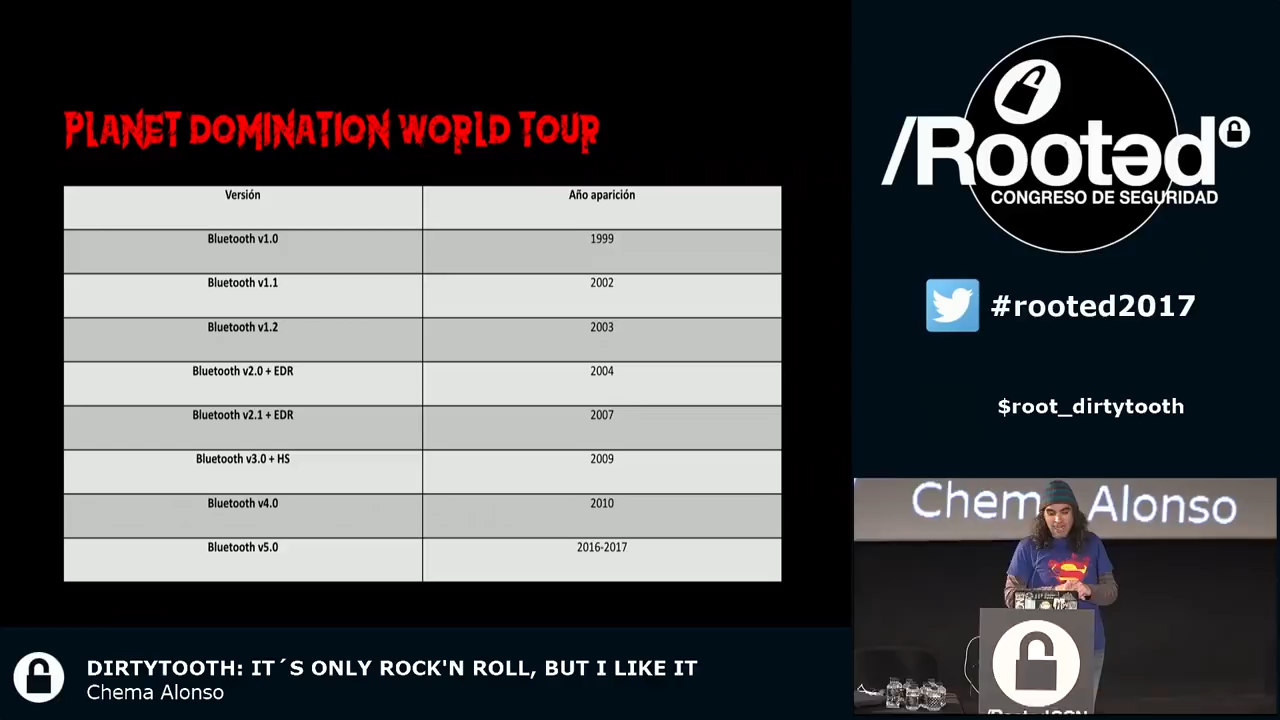 PLANET DOMINATION WORLD TOUR
Versión Año aparición
Bluetooth v1.0 1999
Bluetooth v1.1 2002
Bluetooth v1.2 2003
Bluetooth v2.0 + EDR 2004
Bluetooth v2.1 + EDR 2007
Bluetooth v3.0 + HS 2009
Bluetooth v4.0 2010
Bluetooth v5.0 2016-2017
/Rootəd
CONGRESO DE SEGURIDAD
#rooted2017
$root_dirtytooth
Chema Alonso
/RootedCON
DIRTYTOOTH: IT´S ONLY ROCK'N ROLL, BUT I LIKE IT
Chema Alonso